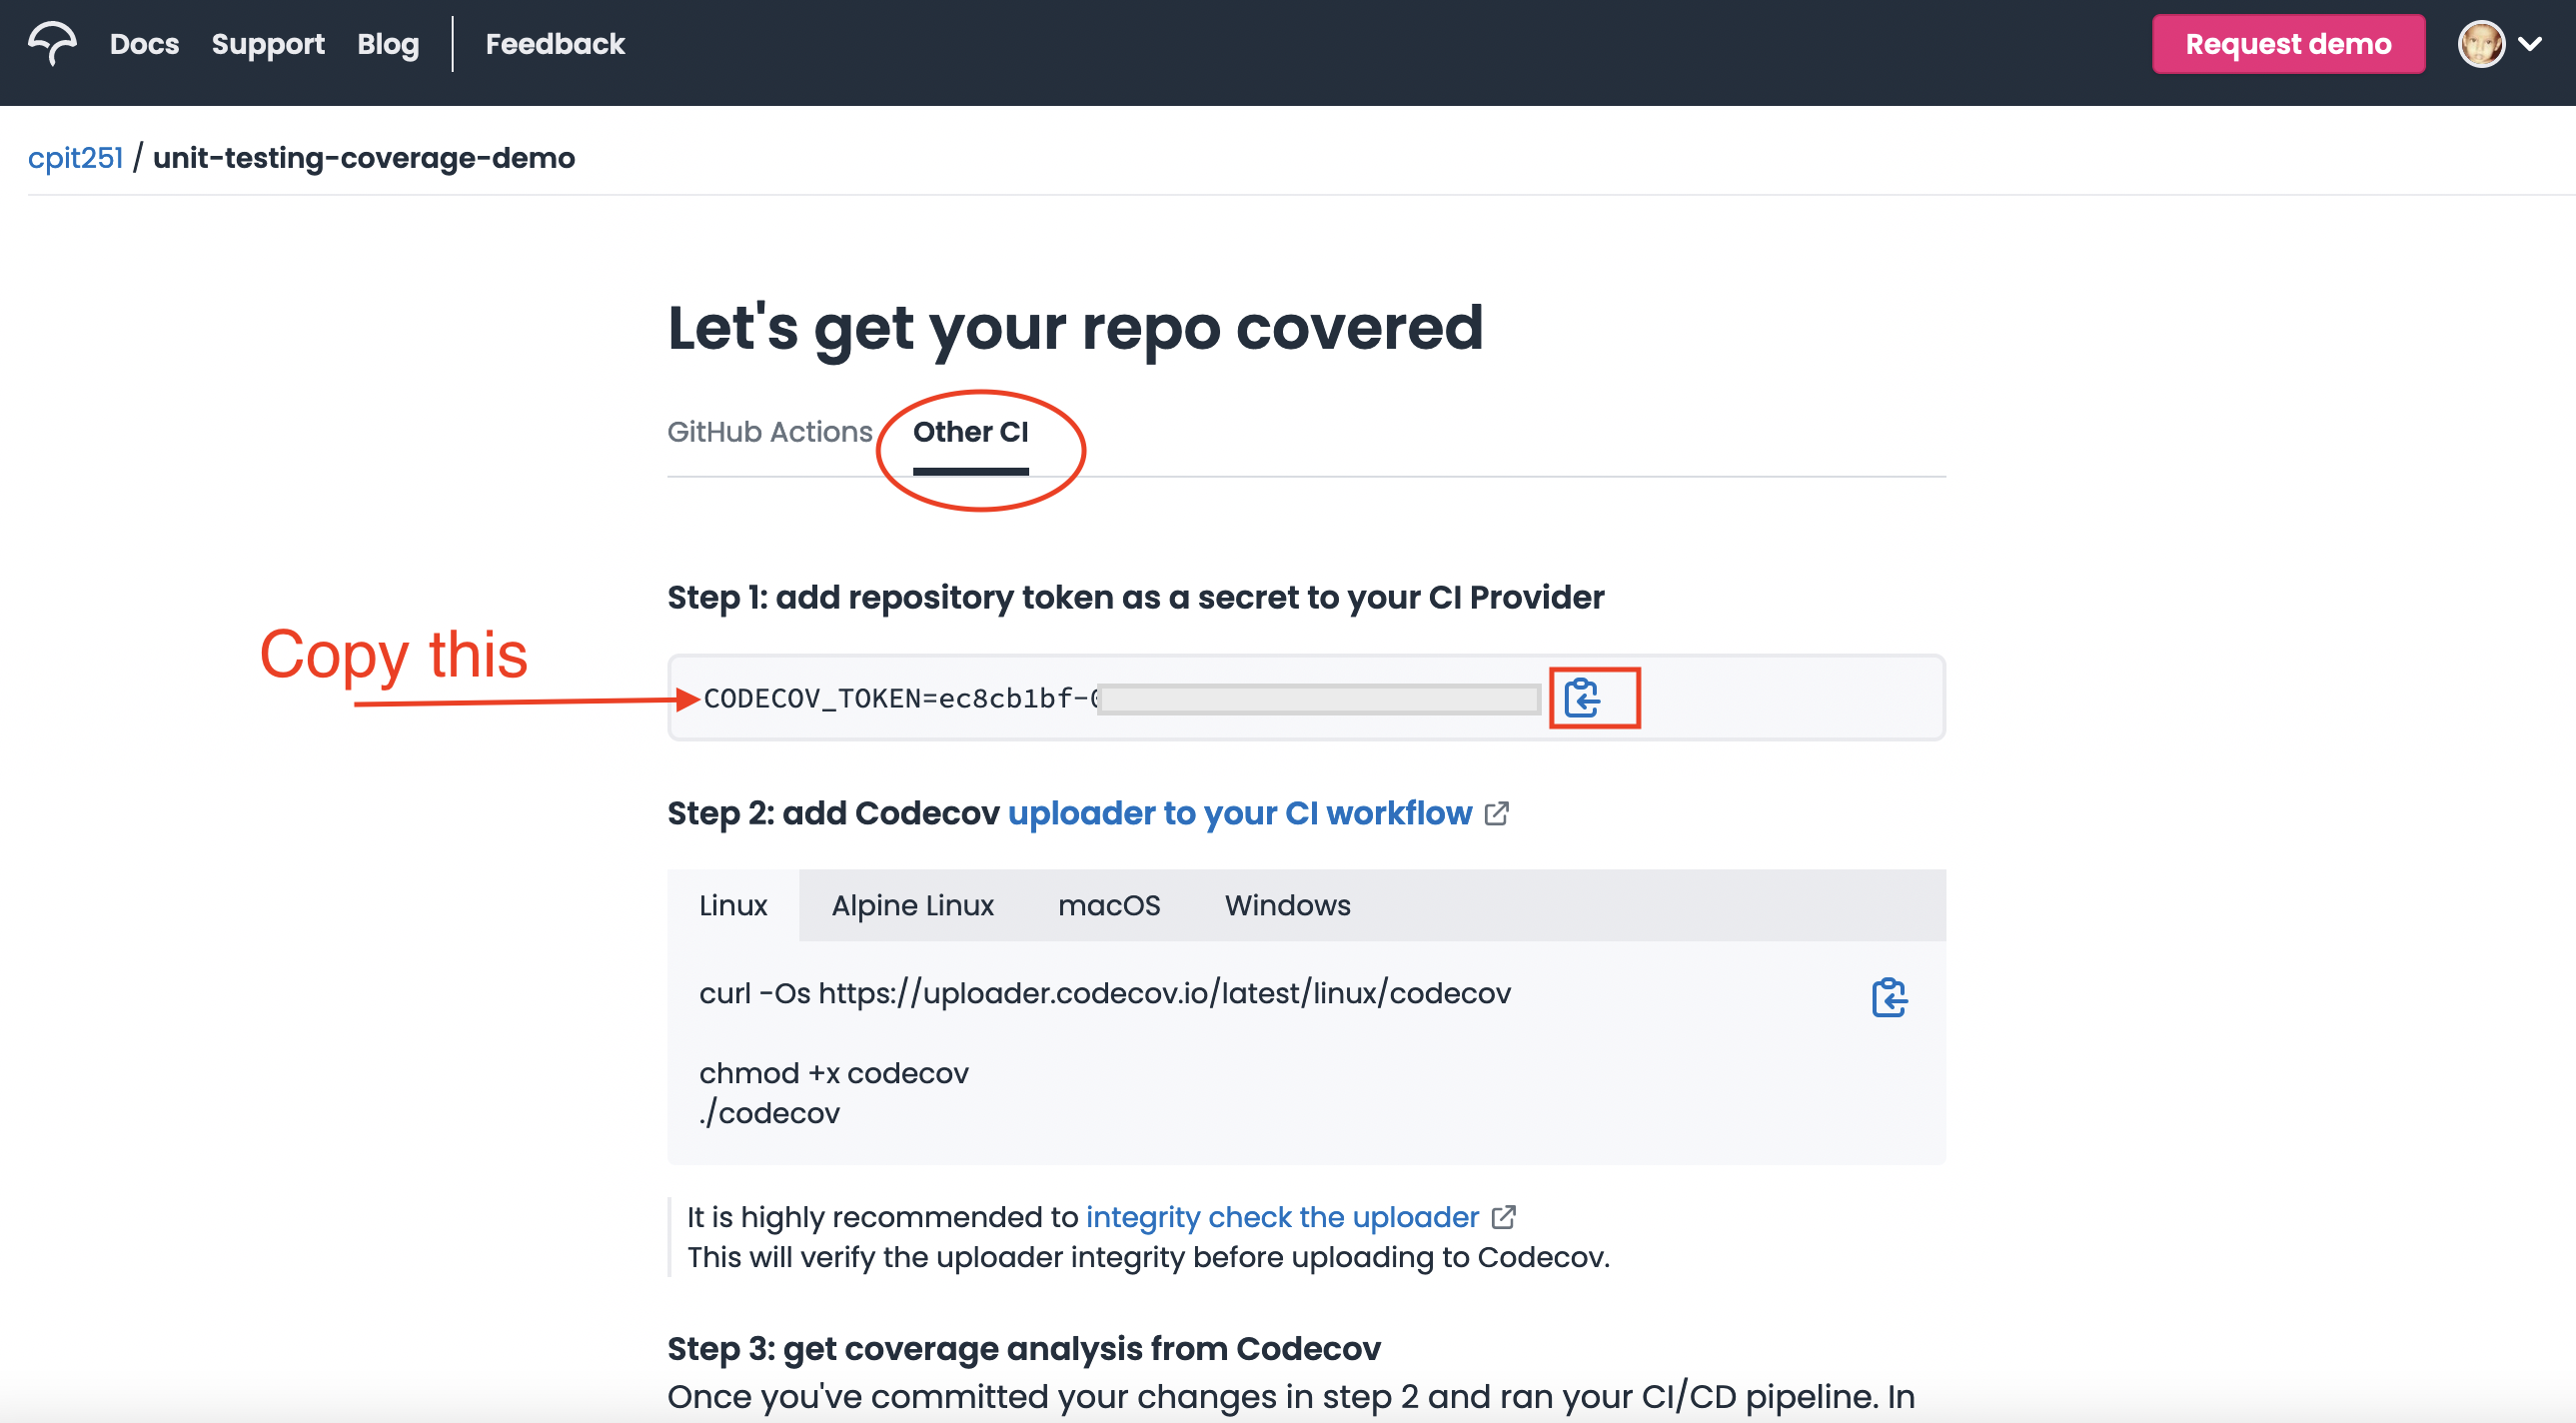 Docs Support Blog Feedback Request demo
cpit251 / unit-testing-coverage-demo
Let's get your repo covered
GitHub Actions Other CI
Step 1: add repository token as a secret to your CI Provider
Copy this
CODECOV_TOKEN=ec8cb1bf-
Step 2: add Codecov uploader to your CI workflow
Linux Alpine Linux macOS Windows
curl -Os https://uploader.codecov.io/latest/linux/codecov
chmod +x codecov
./codecov
It is highly recommended to integrity check the uploader
This will verify the uploader integrity before uploading to Codecov.
Step 3: get coverage analysis from Codecov
Once you've committed your changes in step 2 and ran your CI/CD pipeline. In